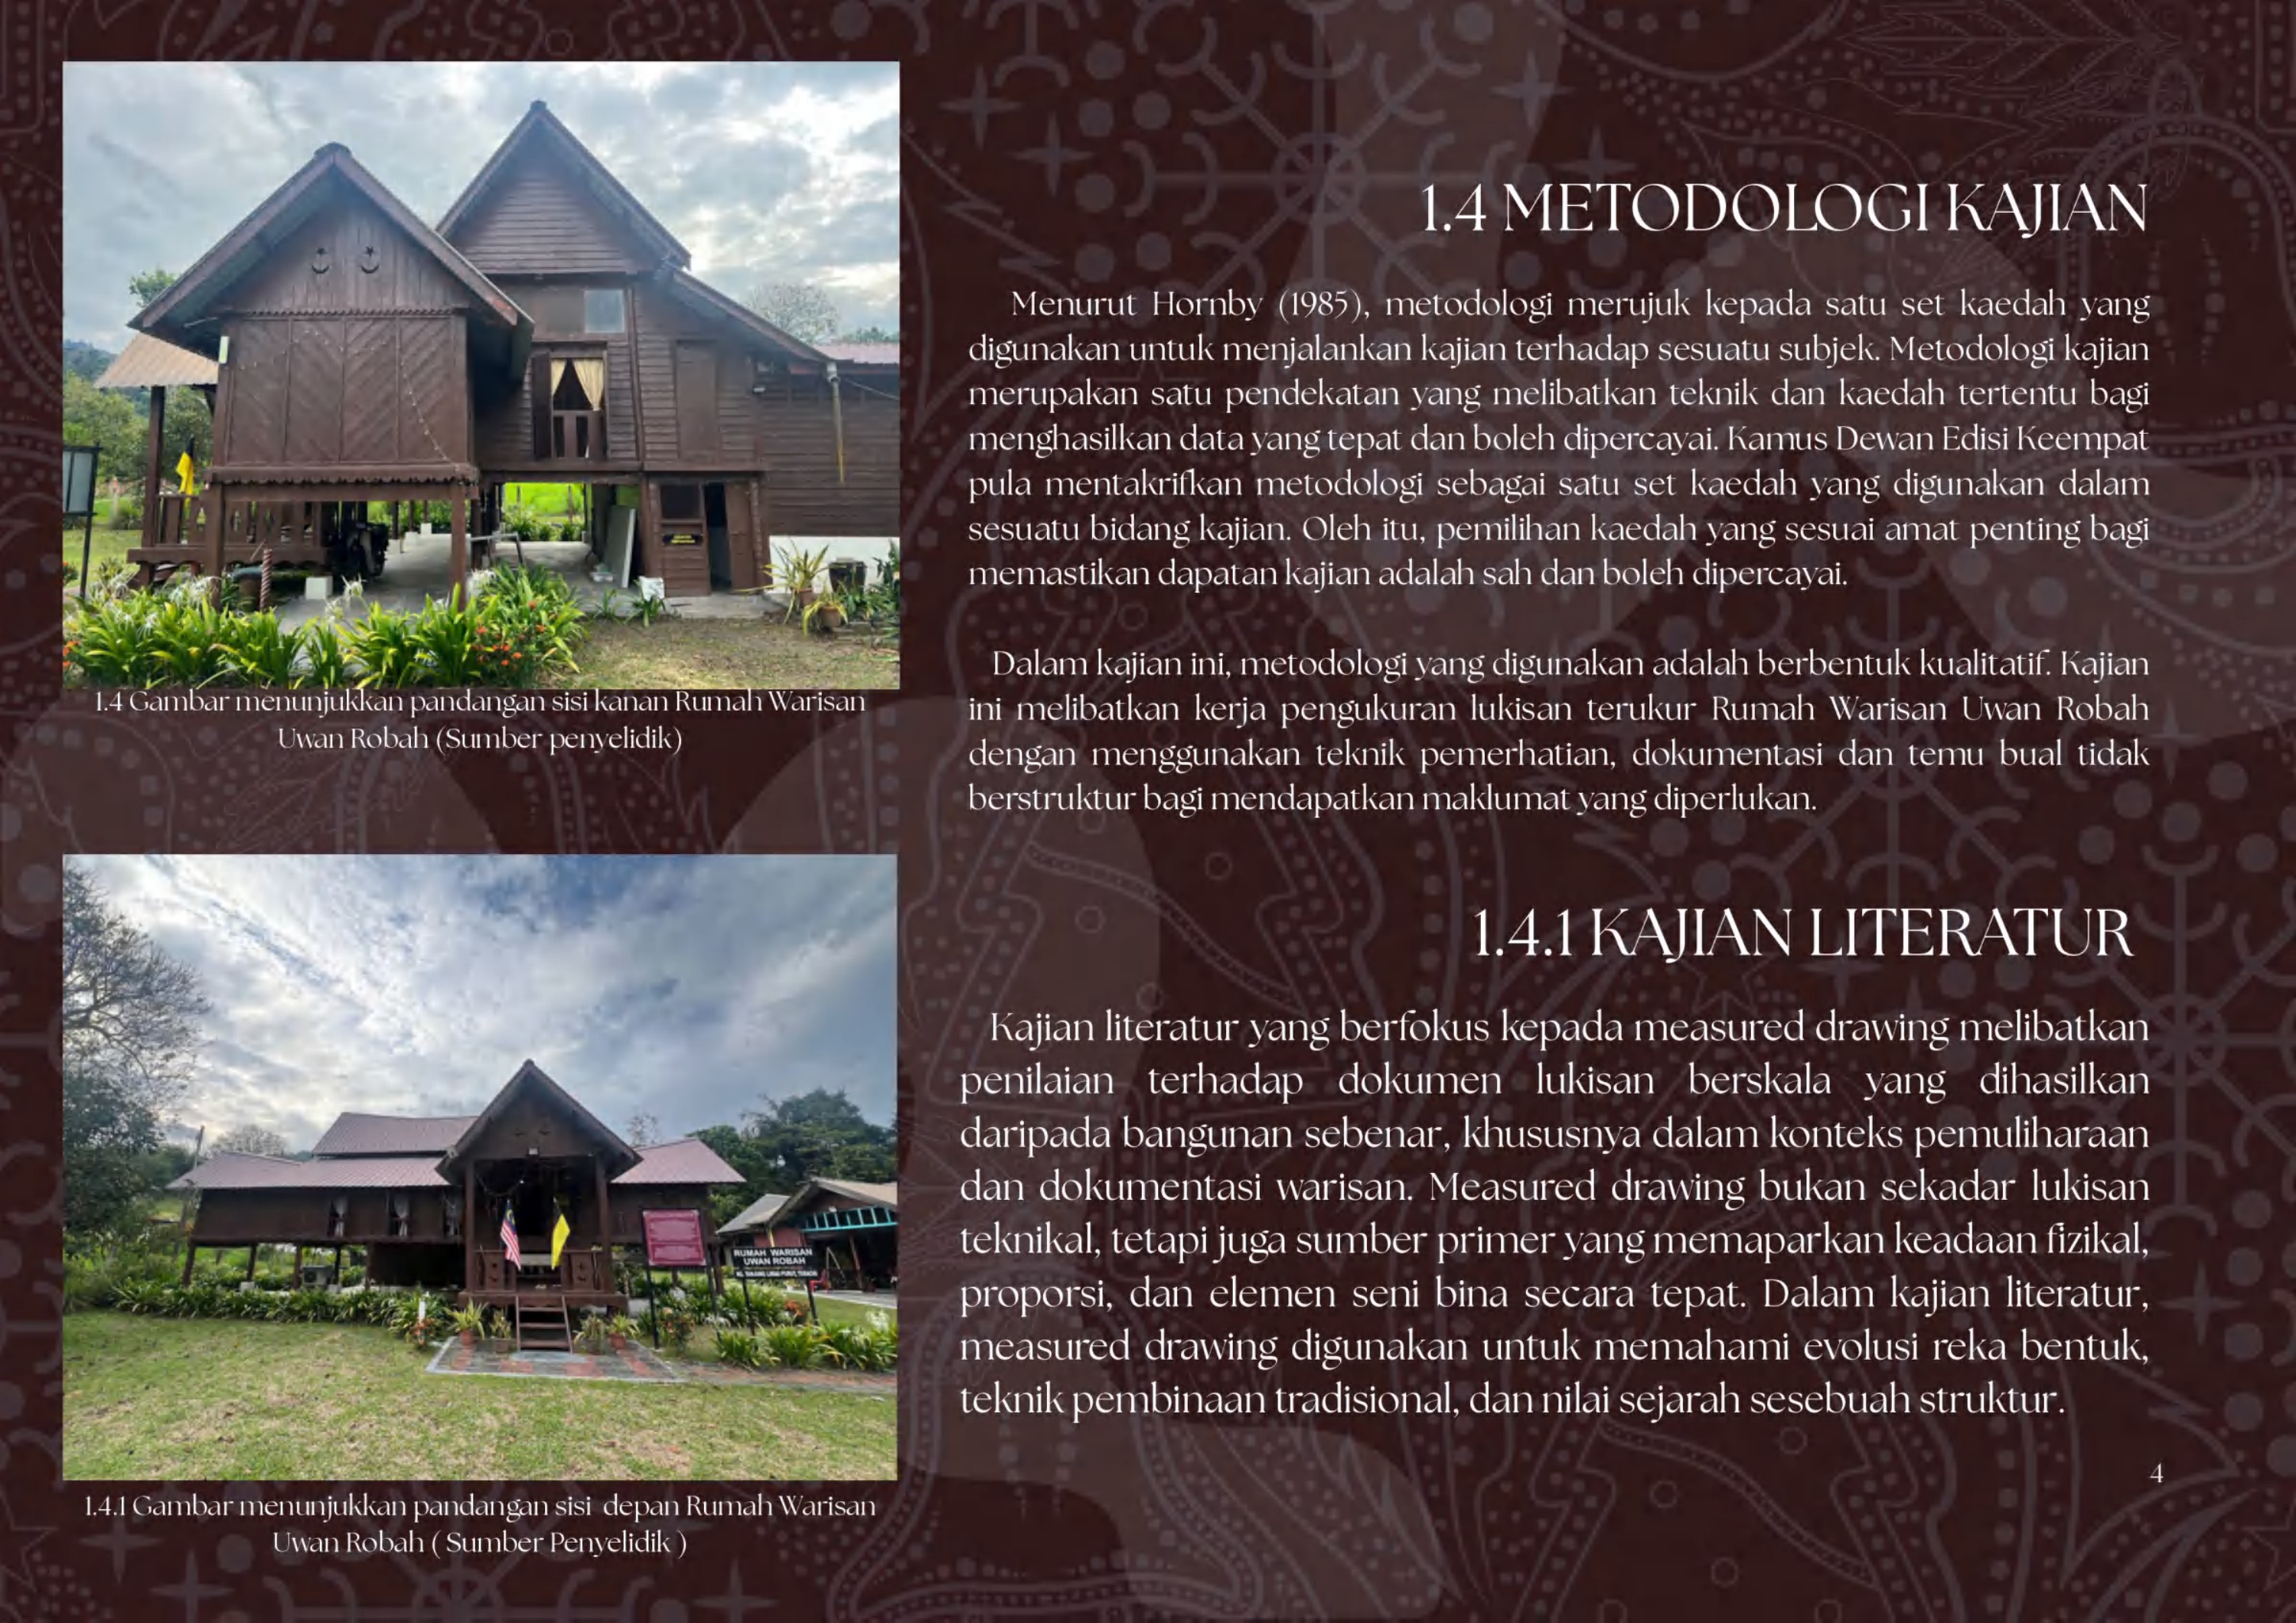 1.4 Gambar menunjukkan pandangan sisi kanan Rumah Warisan
Uwan Robah (Sumber penyelidik)
RUMAH WARISAN
UWAN ROBAH
1.4.1 Gambar menunjukkan pandangan sisi depan Rumah Warisan
Uwan Robah ( Sumber Penyelidik )
1.4 METODOLOGI KAJIAN
Menurut Hornby (1985), metodologi merujuk kepada satu set kaedah yang
digunakan untuk menjalankan kajian terhadap sesuatu subjek. Metodologi kajian
merupakan satu pendekatan yang melibatkan teknik dan kaedah tertentu bagi
menghasilkan data yang tepat dan boleh dipercayai. Kamus Dewan Edisi Keempat
pula mentakrifkan metodologi sebagai satu set kaedah yang digunakan dalam
sesuatu bidang kajian. Oleh itu, pemilihan kaedah yang sesuai amat penting bagi
memastikan dapatan kajian adalah sah dan boleh dipercayai.
Dalam kajian ini, metodologi yang digunakan adalah berbentuk kualitatif. Kajian
ini melibatkan kerja pengukuran lukisan terukur Rumah Warisan Uwan Robah
dengan menggunakan teknik pemerhatian, dokumentasi dan temu bual tidak
berstruktur bagi mendapatkan maklumat yang diperlukan.
1.4.1 KAJIAN LITERATUR
Kajian literatur yang berfokus kepada measured drawing melibatkan
penilaian terhadap dokumen lukisan berskala yang dihasilkan
daripada bangunan sebenar, khususnya dalam konteks pemuliharaan
dan dokumentasi warisan. Measured drawing bukan sekadar lukisan
teknikal, tetapi juga sumber primer yang memaparkan keadaan fizikal,
proporsi, dan elemen seni bina secara tepat. Dalam kajian literatur,
measured drawing digunakan untuk memahami evolusi reka bentuk,
teknik pembinaan tradisional, dan nilai sejarah sesebuah struktur.
4